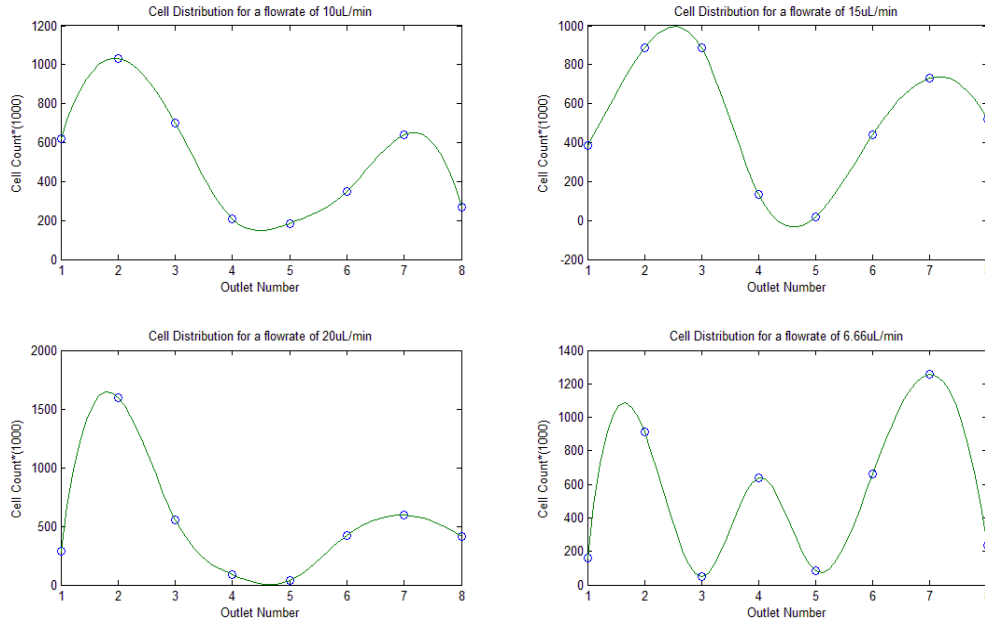 Cell Distribution for a flowrate of 10uL/min
1200
1000
800
600
400
200
0
Cell Count*(1000)
1 2 3 4 5 6 7 8
Outlet Number
Cell Distribution for a flowrate of 15uL/min
1000
800
600
400
200
0
-200
Cell Count*(1000)
1 2 3 4 5 6 7
Outlet Number
Cell Distribution for a flowrate of 20uL/min
2000
1500
1000
500
0
Cell Count*(1000)
1 2 3 4 5 6 7 8
Outlet Number
Cell Distribution for a flowrate of 6.66uL/min
1400
1200
1000
800
600
400
200
0
Cell Count*(1000)
1 2 3 4 5 6 7
Outlet Number